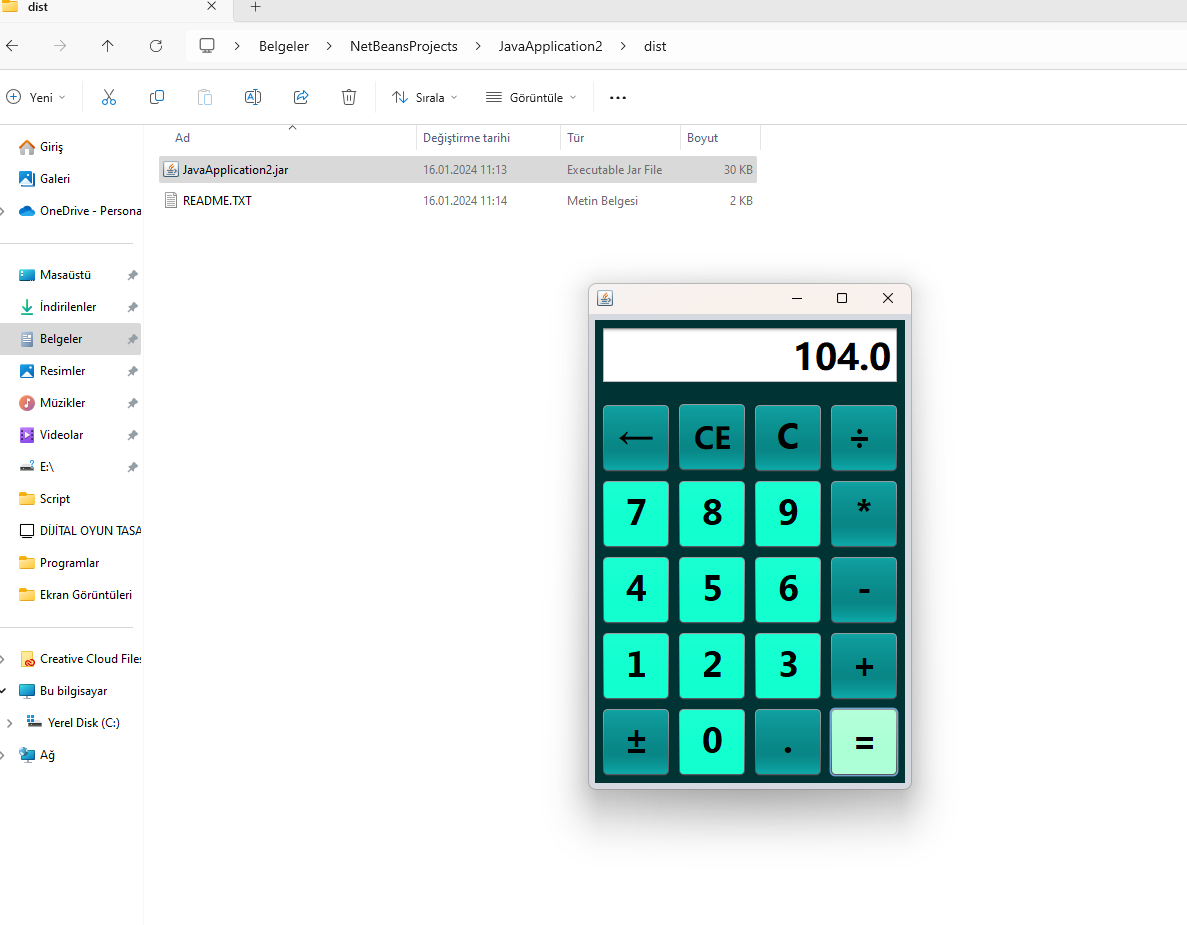 dist
Belgeler NetBeansProjects JavaApplication2 dist
Yeni Sırala Görüntüle
Ad Değiştirme tarihi Tür Boyut
JavaApplication2.jar 16.01.2024 11:13 Executable Jar File 30 KB
README.TXT 16.01.2024 11:14 Metin Belgesi 2 KB
Giriş
Galeri
OneDrive - Persona
Masaüstü
İndirilenler
Belgeler
Resimler
Müzikler
Videolar
E:\
Script
DİJİTAL OYUN TASA
Programlar
Ekran Görüntüleri
Creative Cloud Files
Bu bilgisayar
Yerel Disk (C:)
Ağ
104.0
← CE C ÷
7 8 9 *
4 5 6 -
1 2 3 +
± 0 . =